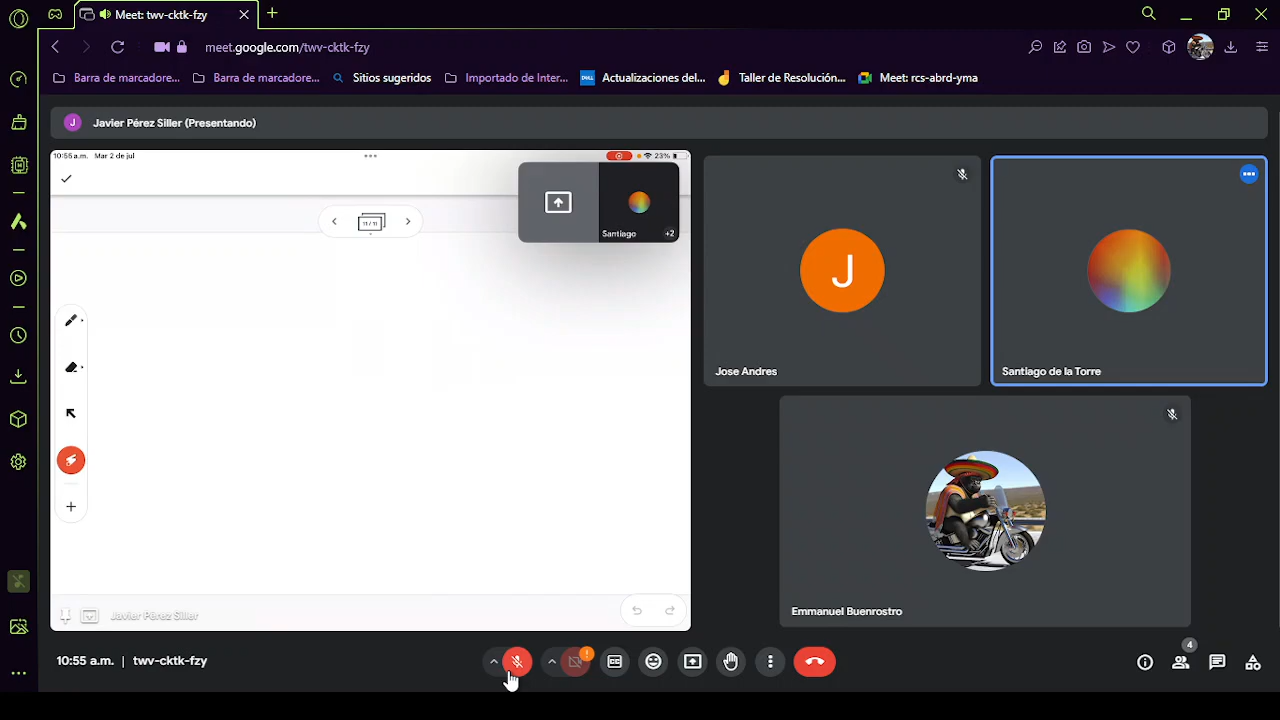 Meet: twv-cktk-fzy
meet.google.com/twv-cktk-fzy
Barra de marcadore...
Barra de marcadore...
Sitios sugeridos
Importado de Inter...
DELL
Actualizaciones del...
Taller de Resolución...
Meet: rcs-abrd-yma
J
Javier Pérez Siller (Presentando)
10:55 a.m. Mar 2 de jul
23%
11 / 11
Santiago
+2
J
Jose Andres
Santiago de la Torre
Emmanuel Buenrostro
Javier Pérez Siller
10:55 a.m. | twv-cktk-fzy
4